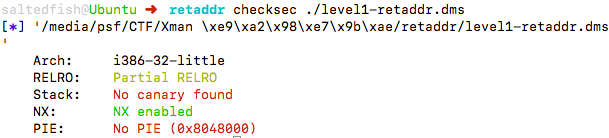 saltedfish@Ubuntu ➜ retaddr checksec ./level1-retaddr.dms
[*] '/media/psf/CTF/Xman \xe9\xa2\x98\xe7\x9b\xae/retaddr/level1-retaddr.dms
'
Arch: i386-32-little
RELRO: Partial RELRO
Stack: No canary found
NX: NX enabled
PIE: No PIE (0x8048000)